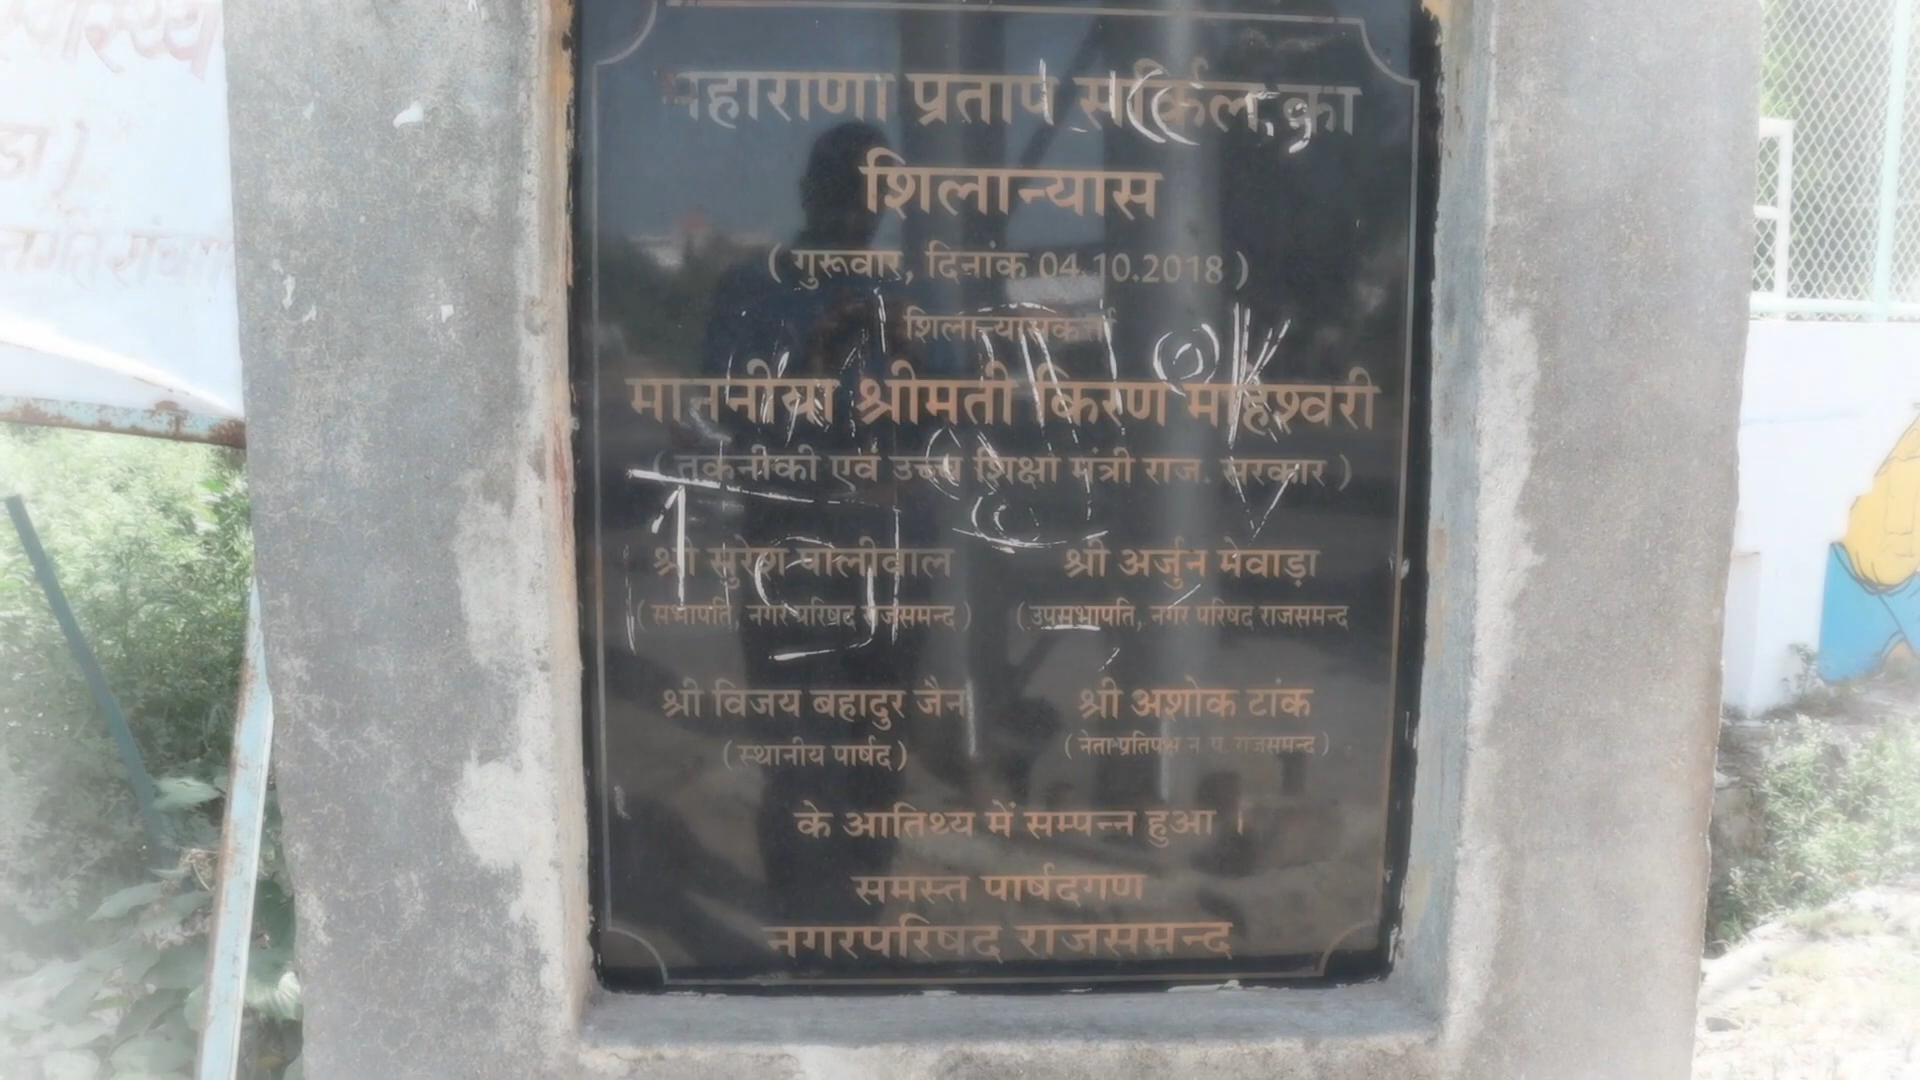 स्वास्थ्य
डा )
महाराणा प्रताप सर्किल का
शिलान्यास
( गुरूवार, दिनांक 04.10.2018 )
शिलान्यासकर्ता
माननीया श्रीमती किरण माहेश्वरी
( तकनीकी एवं उच्च शिक्षा मंत्री राज. सरकार )
श्री सुरेश पालीवाल श्री अर्जुन मेवाड़ा
( सभापति, नगर परिषद राजसमन्द ) ( उपसभापति, नगर परिषद राजसमन्द
श्री विजय बहादुर जैन श्री अशोक टांक
( स्थानीय पार्षद ) ( नेता प्रतिपक्ष न. प. राजसमन्द )
के आतिथ्य में सम्पन्न हुआ ।
समस्त पार्षदगण
नगरपरिषद राजसमन्द